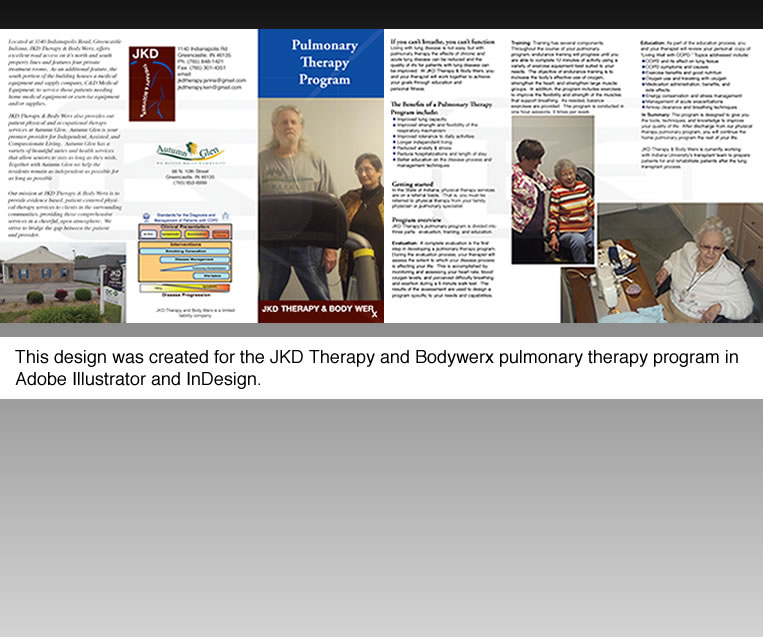 Located at 1140 Indianapolis Road, Greencastle
Indiana, JKD Therapy & Body Werx, offers
excellent road access on it's north and south
property lines and features four private
treatment rooms. As an additional feature, the
south portion of the building houses a medical
equipment and supply company, C&D Medical
Equipment, to service those patients needing
home medical equipment or exercise equipment
and/or supplies.
JKD Therapy & Body Werx also provides out
patient physical and occupational therapy
services at Autumn Glen. Autumn Glen is your
premier provider for Independent, Assisted, and
Compassionate Living. Autumn Glen has a
variety of beautiful suites and health services
that allow seniors to stay as long as they wish.
Together with Autumn Glen we help the
residents remain as independent as possible for
as long as possible
Our mission at JKD Therapy & Body Werx is to
provide evidence based, patient centered physi-
cal therapy services to clients in the surrounding
communities, providing those comprehensive
services in a cheerful, open atmosphere. We
strive to bridge the gap between the patient
and provider.
JKD
THERAPY & BODYWERX
1140 Indianapolis Rd
Greencastle, IN 46135
Ph: (765) 848-1421
Fax: (765) 301-4351
email:
jkdtherapy.jenna@gmail.com
jkdtherapy.keri@gmail.com
Autumn Glen
Greencastle, IN 46135
(765) 653-8699
Standards for the Diagnosis and
Management of Patients with COPD
Clinical Presentation
Interventions
Smoking Cessation
Disease Management
Disease Progression
JKD Therapy and Body Werx is a limited
liability company
JKD
Pulmonary
Therapy
Program
JKD THERAPY & BODY WERX
If you can't breathe, you can't function
Living with lung disease is not easy, but with
pulmonary therapy the effects of chronic and
acute lung disease can be reduced and the
quality of life for patients with lung disease can
be improved. At JKD Therapy & Body Werx, you
and your therapist will work together to achieve
your goals through education and
personal fitness.
The Benefits of a Pulmonary Therapy
Program include:
Improved lung capacity
Improved strength and flexibility of the
respiratory mechanism
Improved tolerance to daily activities
Longer independent living
Reduced anxiety & stress
Reduce hospitalizations and length of stay
Better education on the disease process and
management techniques
Getting started
In the State of Indiana, physical therapy services
are on a referral basis. That is, you must be
referred to physical therapy from your family
physician or pulmonary specialist.
Program overview
JKD Therapy's pulmonary program is divided into
three parts: evaluation, training, and education.
Evaluation: A complete evaluation is the first
step in developing a pulmonary therapy program.
During the evaluation process, your therapist will
assess the extent to which your disease process
is affecting your life. This is accomplished by
monitoring and assessing your heart rate, blood
oxygen levels, and perceived difficulty breathing
and exertion during a 6 minute walk test. The
results of the assessment are used to design a
program specific to your needs and capabilities.
Training: Training has several components.
Throughout the course of your pulmonary
program, endurance training will progress until you
are able to complete 10 minutes of activity using a
variety of exercise equipment best suited to your
needs. The objective of endurance training is to
increase the body's effective use of oxygen,
strengthen the heart and strengthen large muscle
groups. In addition, the program includes exercises
to improve the flexibility and strength of the muscles
that support breathing. As needed, balance
exercises are provided. The program is conducted in
one hour sessions, 3 times per week.
Education: As part of the education process, you
and your therapist will review your personal copy of
"Living Well with COPD." Topics addressed include:
COPD and its effect on lung tissue
COPD symptoms and causes
Exercise benefits and good nutrition
Oxygen use and traveling with oxygen
Medication administration, benefits, and
side effects
Energy conservation and stress management
Management of acute exacerbations
Airway clearance and breathing techniques
In Summary: The program is designed to give you
the tools, techniques, and knowledge to improve
your quality of life. After discharge from our physical
therapy pulmonary program, you will continue the
home pulmonary program the rest of your life.
JKD Therapy & Body Werx is currently working
with Indiana University's transplant team to prepare
patients for and rehabilitate patients after the lung
transplant process.
This design was created for the JKD Therapy and Bodywerx pulmonary therapy program in
Adobe Illustrator and InDesign.